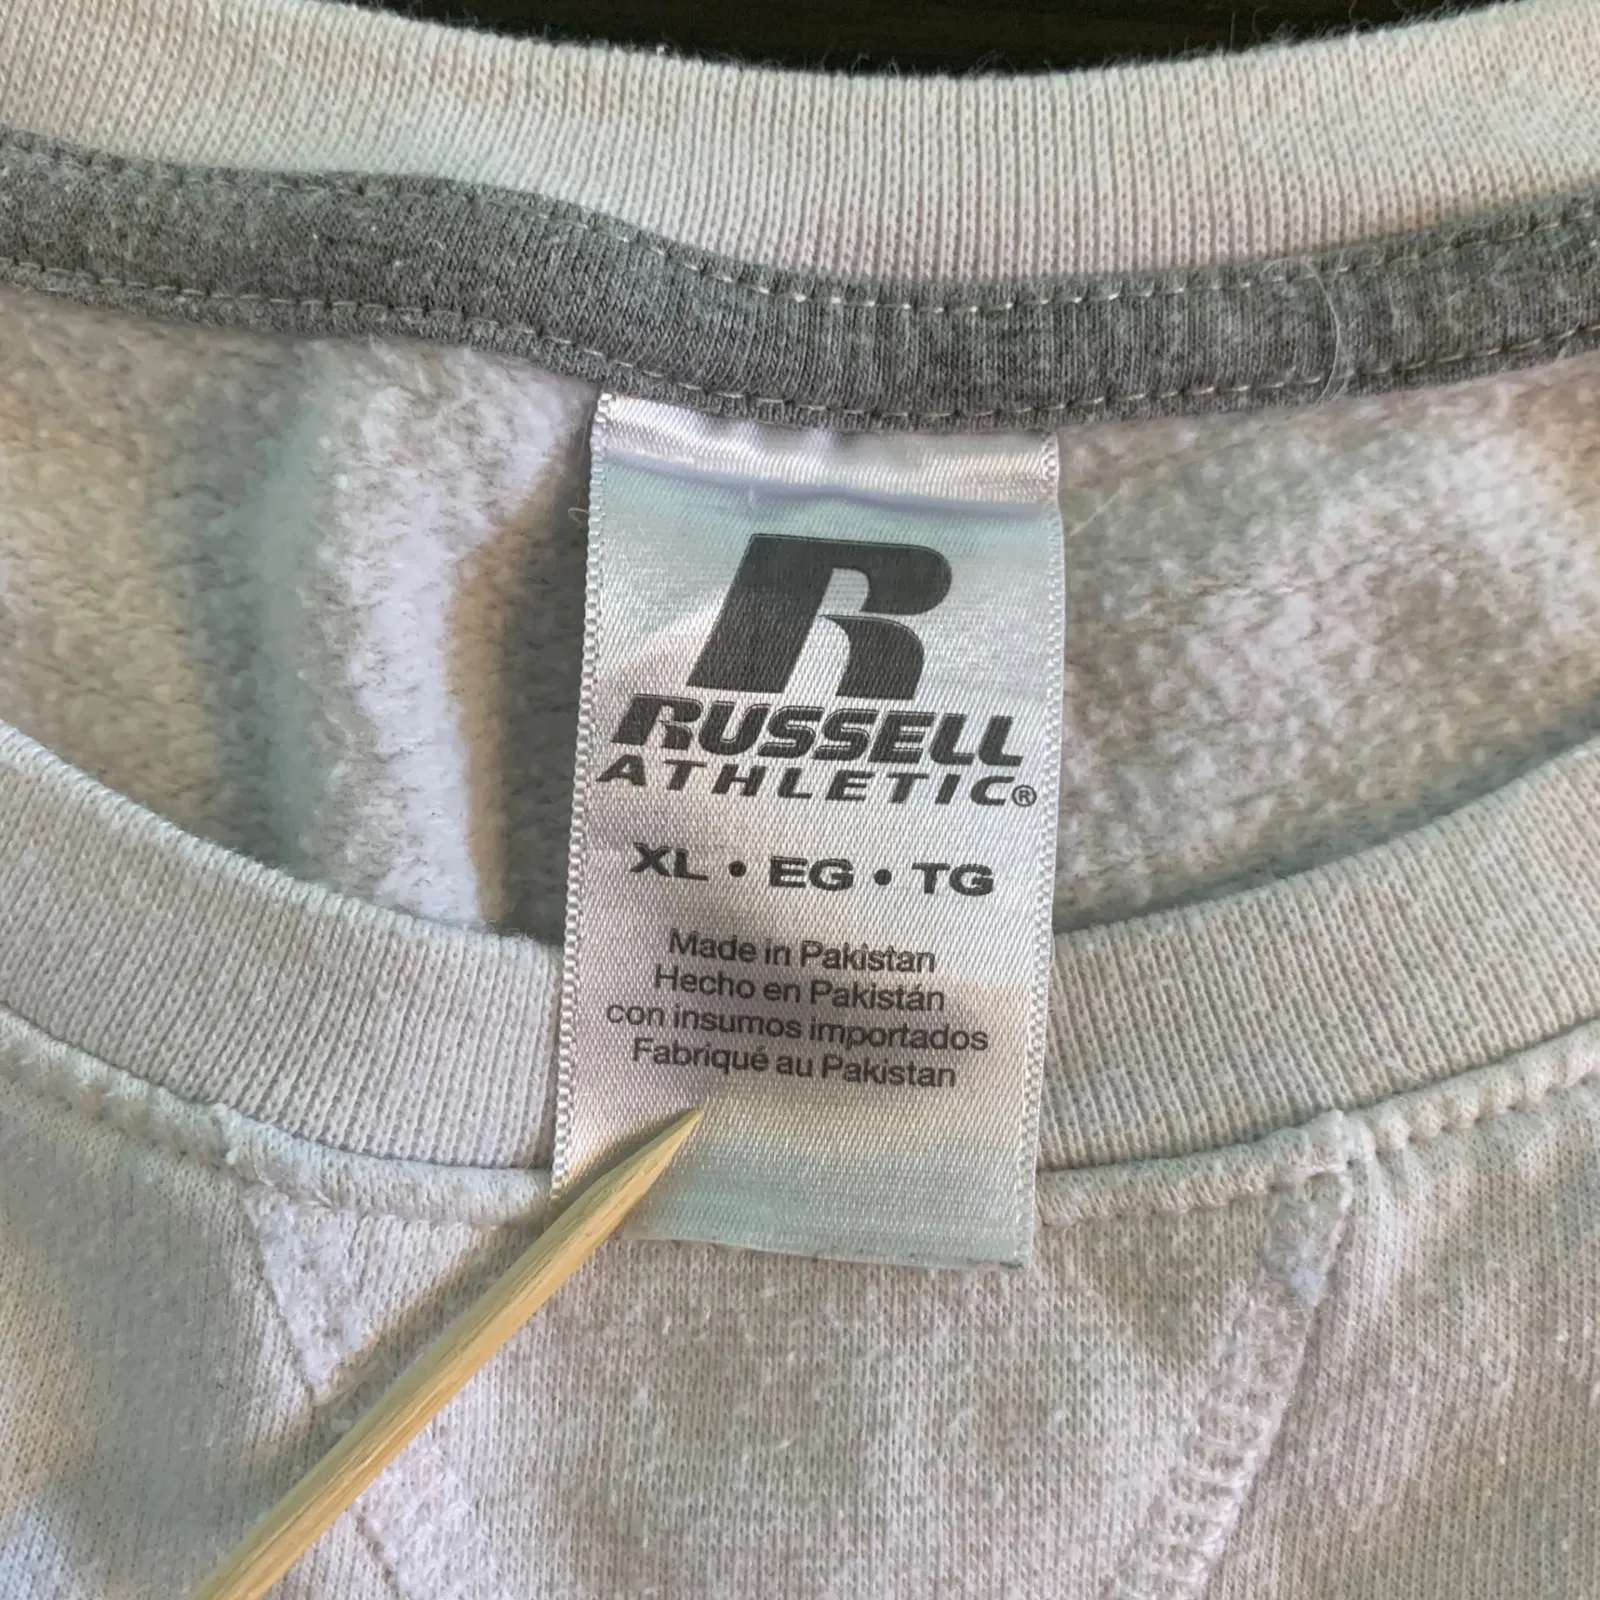 R
RUSSELL
ATHLETIC®
XL • EG • TG
Made in Pakistan
Hecho en Pakistán
con insumos importados
Fabriqué au Pakistan